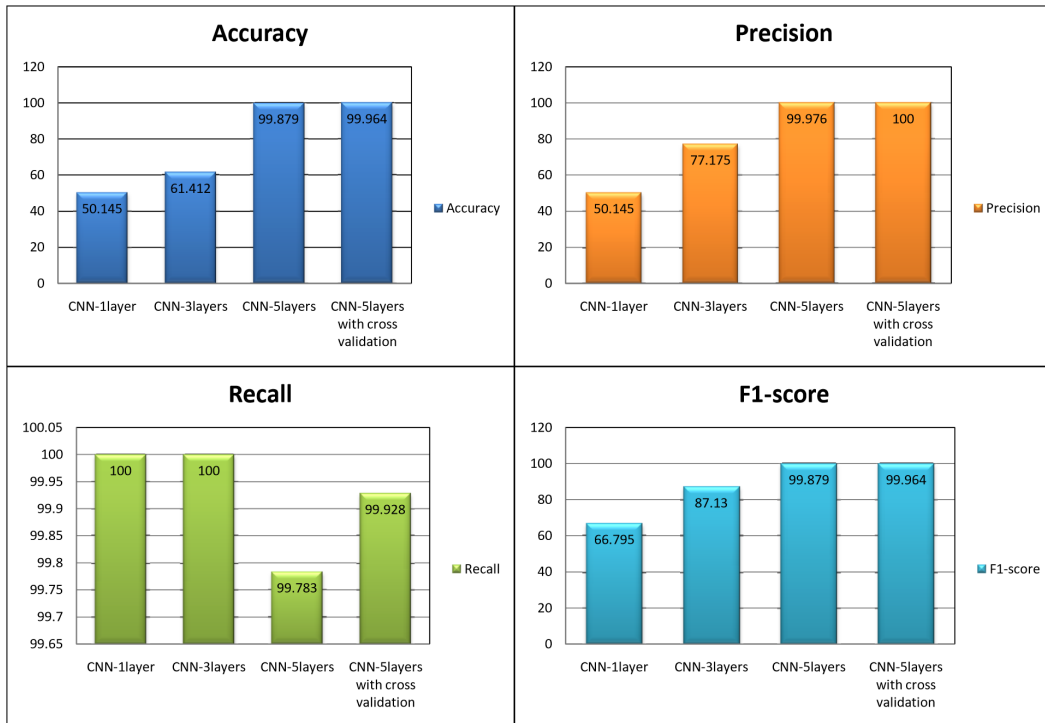 Accuracy
120
100
80
60
40
20
0
50.145
61.412
99.879
99.964
CNN-1layer
CNN-3layers
CNN-5layers
CNN-5layers
with cross
validation
Accuracy
Precision
120
100
80
60
40
20
0
50.145
77.175
99.976
100
CNN-1layer
CNN-3layers
CNN-5layers
CNN-5layers
with cross
validation
Precision
Recall
100.05
100
99.95
99.9
99.85
99.8
99.75
99.7
99.65
100
100
99.783
99.928
CNN-1layer
CNN-3layers
CNN-5layers
CNN-5layers
with cross
validation
Recall
F1-score
120
100
80
60
40
20
0
66.795
87.13
99.879
99.964
CNN-1layer
CNN-3layers
CNN-5layers
CNN-5layers
with cross
validation
F1-score